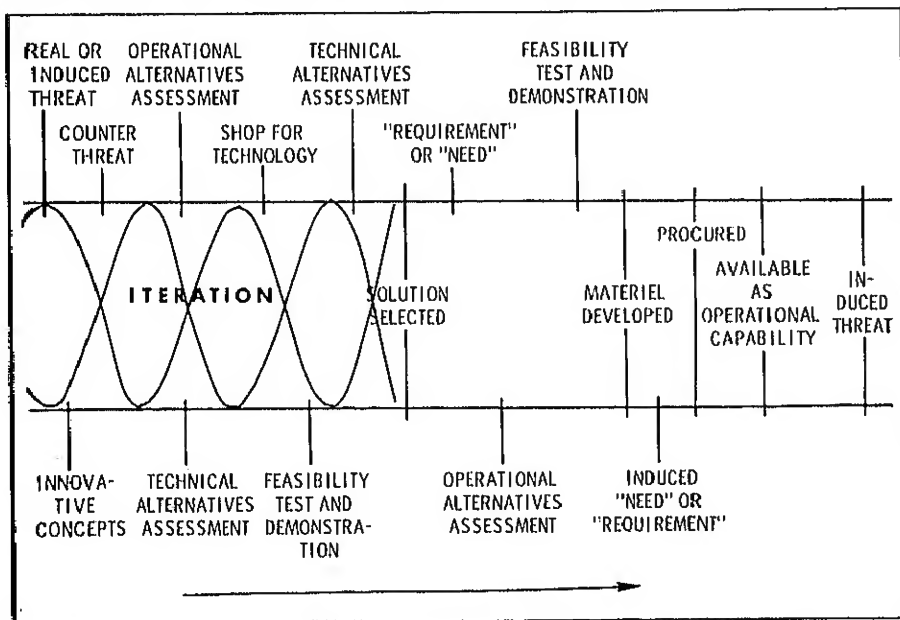 REAL OR
INDUCED
THREAT
OPERATIONAL
ALTERNATIVES
ASSESSMENT
TECHNICAL
ALTERNATIVES
ASSESSMENT
FEASIBILITY
TEST AND
DEMONSTRATION
COUNTER
THREAT
SHOP FOR
TECHNOLOGY
"REQUIREMENT"
OR "NEED"
ITERATION
SOLUTION
SELECTED
MATERIEL
DEVELOPED
PROCURED
AVAILABLE
AS
OPERATIONAL
CAPABILITY
IN-
DUCED
THREAT
INNOVA-
TIVE
CONCEPTS
TECHNICAL
ALTERNATIVES
ASSESSMENT
FEASIBILITY
TEST AND
DEMONSTRA-
TION
OPERATIONAL
ALTERNATIVES
ASSESSMENT
INDUCED
"NEED" OR
"REQUIREMENT"